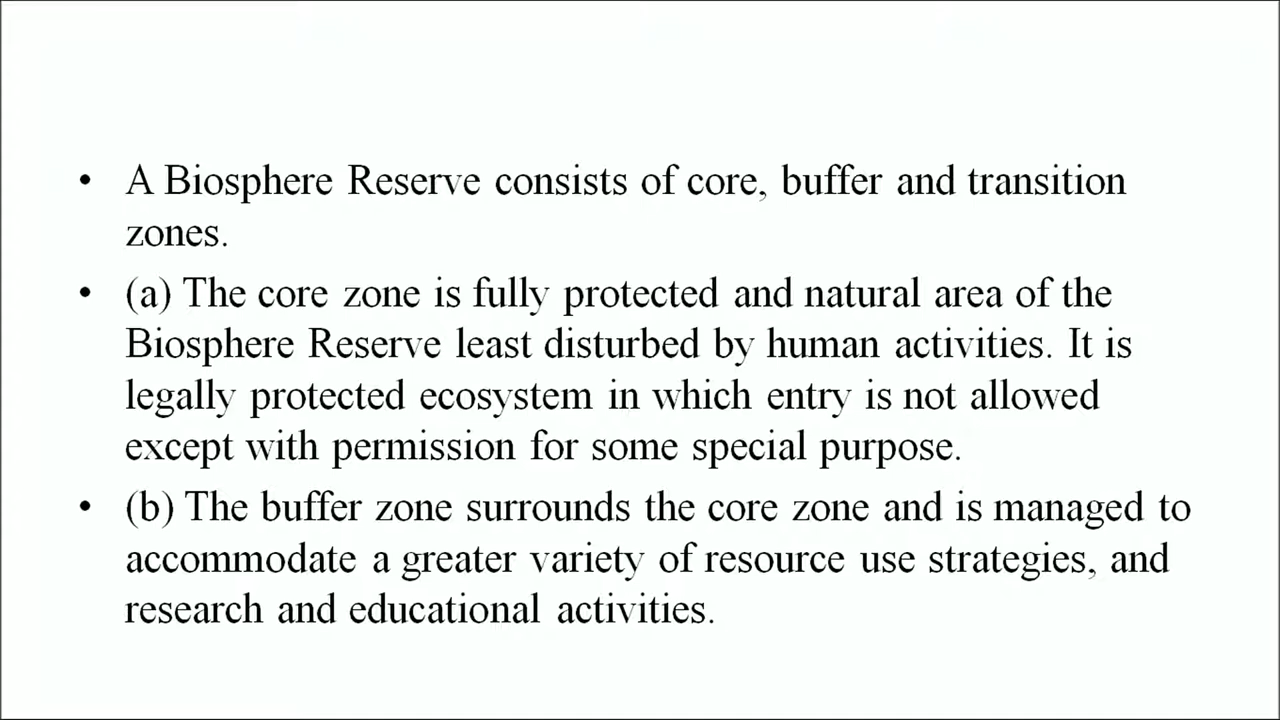 • A Biosphere Reserve consists of core, buffer and transition
zones.
• (a) The core zone is fully protected and natural area of the
Biosphere Reserve least disturbed by human activities. It is
legally protected ecosystem in which entry is not allowed
except with permission for some special purpose.
• (b) The buffer zone surrounds the core zone and is managed to
accommodate a greater variety of resource use strategies, and
research and educational activities.